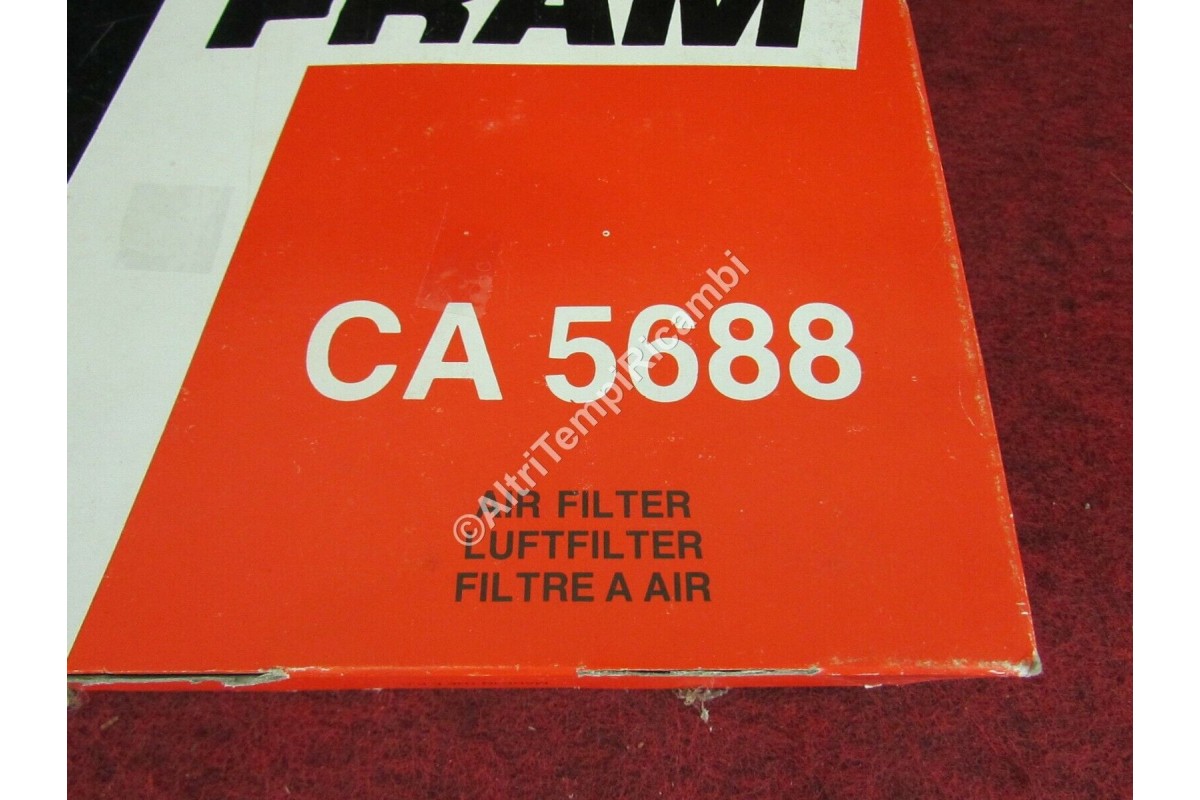 FRAM
CA 5688
©AltriTempiRicambi
AIR FILTER
LUFTFILTER
FILTRE A AIR